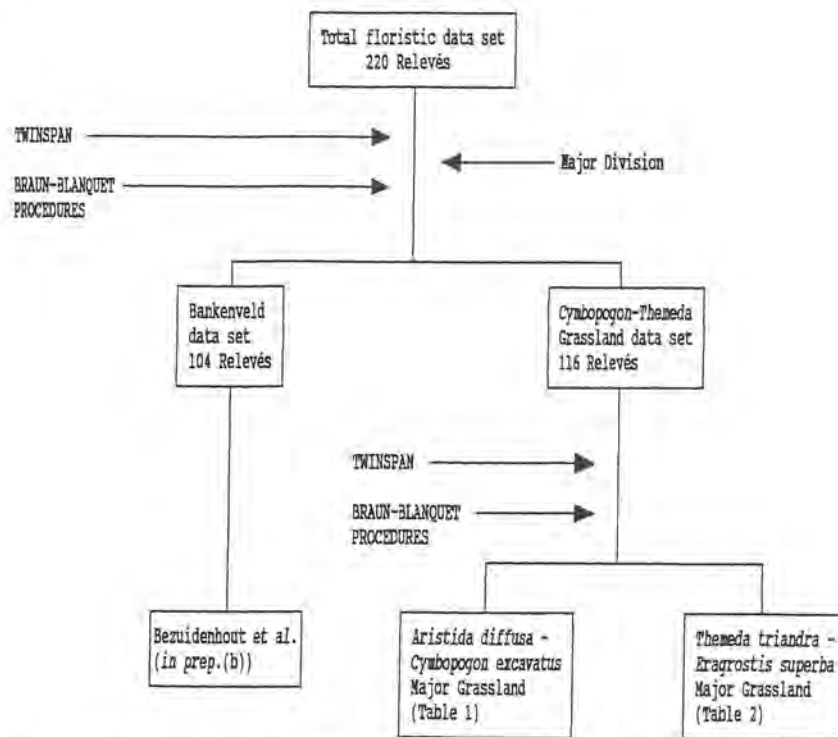 Total floristic data set
220 Relevés
TWINSPAN
Major Division
BRAUN-BLANQUET
PROCEDURES
Bankenveld
data set
104 Relevés
Cymbopogon-Themeda
Grassland data set
116 Relevés
TWINSPAN
BRAUN-BLANQUET
PROCEDURES
Bezuidenhout et al.
(in prep.(b))
Aristida diffusa -
Cymbopogon excavatus
Major Grassland
(Table 1)
Themeda triandra -
Eragrostis superba
Major Grassland
(Table 2)